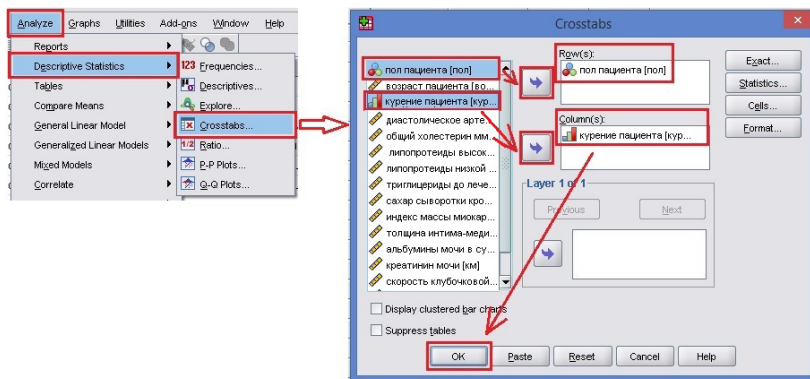 Analyze Graphs Utilities Add-ons Window Help
Reports
Descriptive Statistics
Tables
Compare Means
General Linear Model
Generalized Linear Models
Mixed Models
Correlate
123 Frequencies...
Descriptives...
Explore...
Crosstabs...
1/2 Ratio...
P-P Plots...
Q-Q Plots...
Crosstabs
пол пациента [пол]
возраст пациента [во...
курение пациента [кур...
диастолическое арте...
общий холестерин мм...
липопротеиды высок...
липопротеиды низкой ...
триглицериды до лече...
сахар сыворотки кро...
индекс массы миокар...
толщина интима-меди...
альбумины мочи в су...
креатинин мочи [км]
скорость клубочковой...
Row(s):
пол пациента [пол]
Column(s):
курение пациента [кур...
Layer 1 of 1
Previous Next
Exact...
Statistics...
Cells...
Format...
Display clustered bar charts
Suppress tables
OK Paste Reset Cancel Help